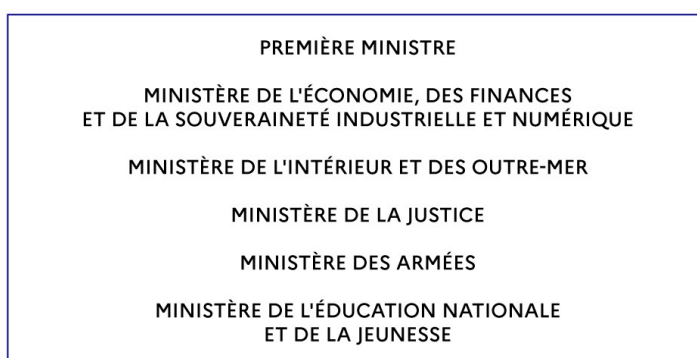 PREMIÈRE MINISTRE
MINISTÈRE DE L'ÉCONOMIE, DES FINANCES
ET DE LA SOUVERAINETÉ INDUSTRIELLE ET NUMÉRIQUE
MINISTÈRE DE L'INTÉRIEUR ET DES OUTRE-MER
MINISTÈRE DE LA JUSTICE
MINISTÈRE DES ARMÉES
MINISTÈRE DE L'ÉDUCATION NATIONALE
ET DE LA JEUNESSE